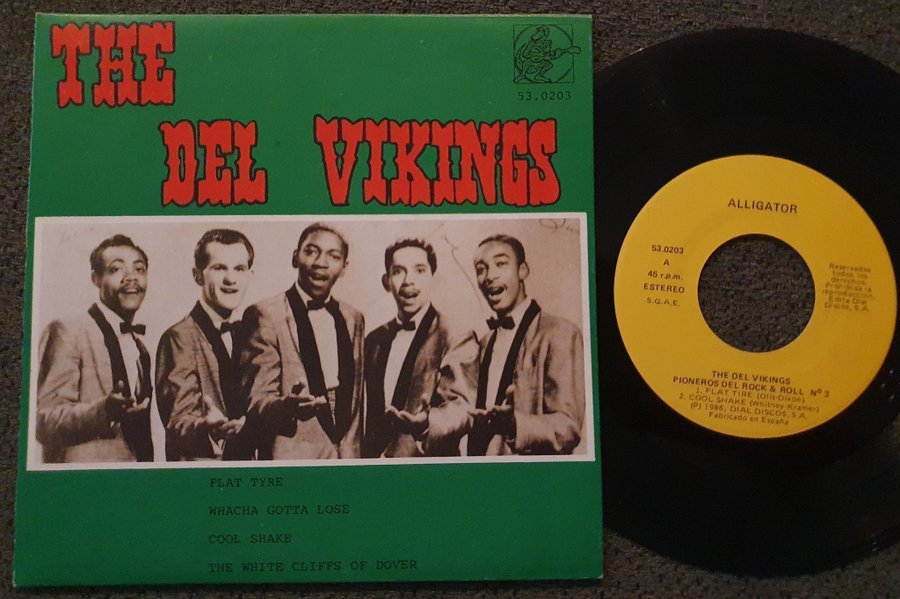 THE
DEL VIKINGS
53.0203
FLAT TYRE
WHACHA GOTTA LOSE
COOL SHAKE
THE WHITE CLIFFS OF DOVER
ALLIGATOR
53.0203
A
45 r.p.m.
ESTEREO
S.G.A.E.
Reservados
todos los
derechos.
Prohibida la
reproducción.
Edita Dial
Discos, S.A.
THE DEL VIKINGS
PIONEROS DEL ROCK & ROLL Nº 3
1. FLAT TIRE (Otis-Dixon)
2. COOL SHAKE (Whitney-Kramer)
(P) 1986, DIAL DISCOS, S.A.
Fabricado en España